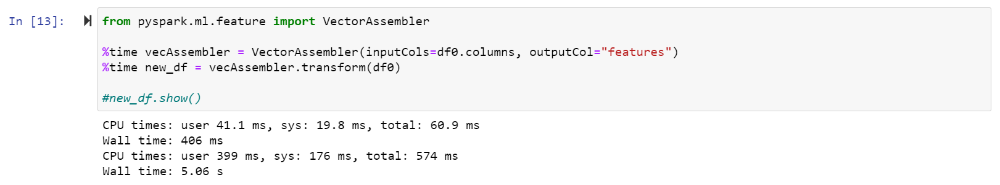 In [13]:
from pyspark.ml.feature import VectorAssembler
%time vecAssembler = VectorAssembler(inputCols=df0.columns, outputCol="features")
%time new_df = vecAssembler.transform(df0)
#new_df.show()
CPU times: user 41.1 ms, sys: 19.8 ms, total: 60.9 ms
Wall time: 406 ms
CPU times: user 399 ms, sys: 176 ms, total: 574 ms
Wall time: 5.06 s